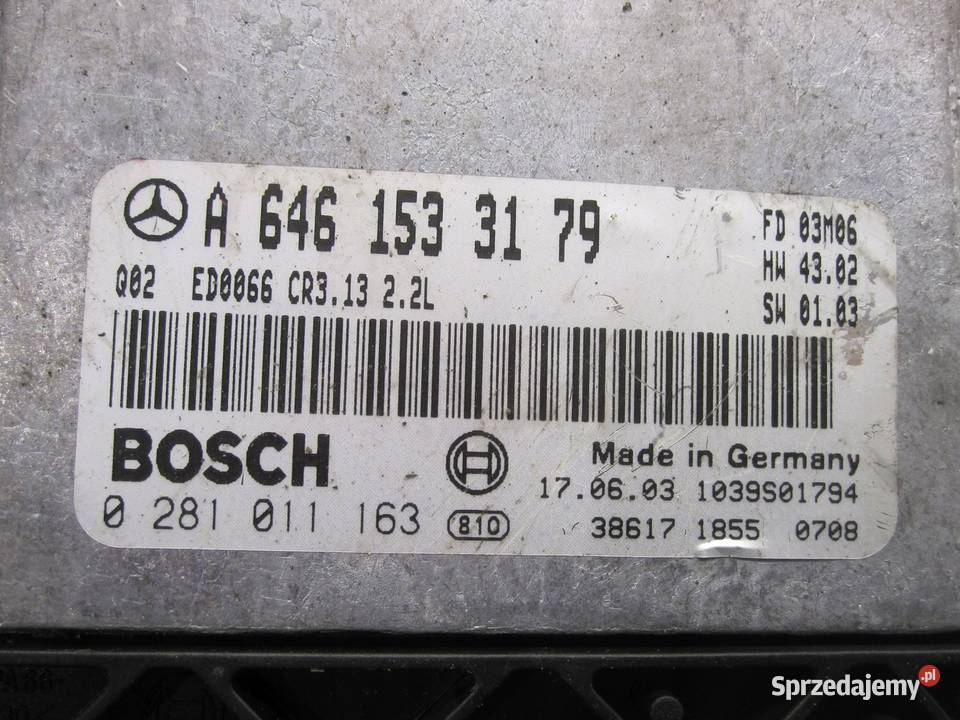 A 646 153 31 79
FD 03M06
Q02 ED0066 CR3.13 2.2L
HW 43.02
SW 01.03
BOSCH
Made in Germany
17.06.03 1039S01794
0 281 011 163
810
38617 1855 0708
Sprzedajemy.pl